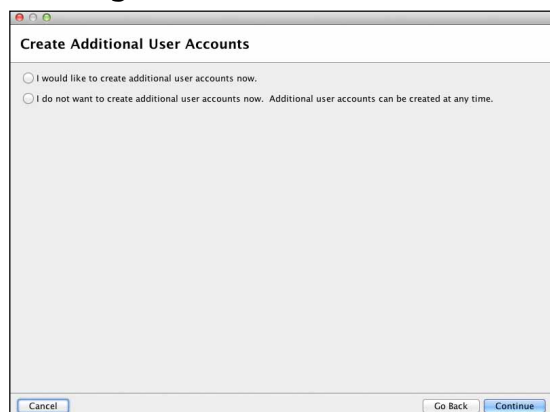 Create Additional User Accounts
I would like to create additional user accounts now.
I do not want to create additional user accounts now. Additional user accounts can be created at any time.
Cancel Go Back Continue